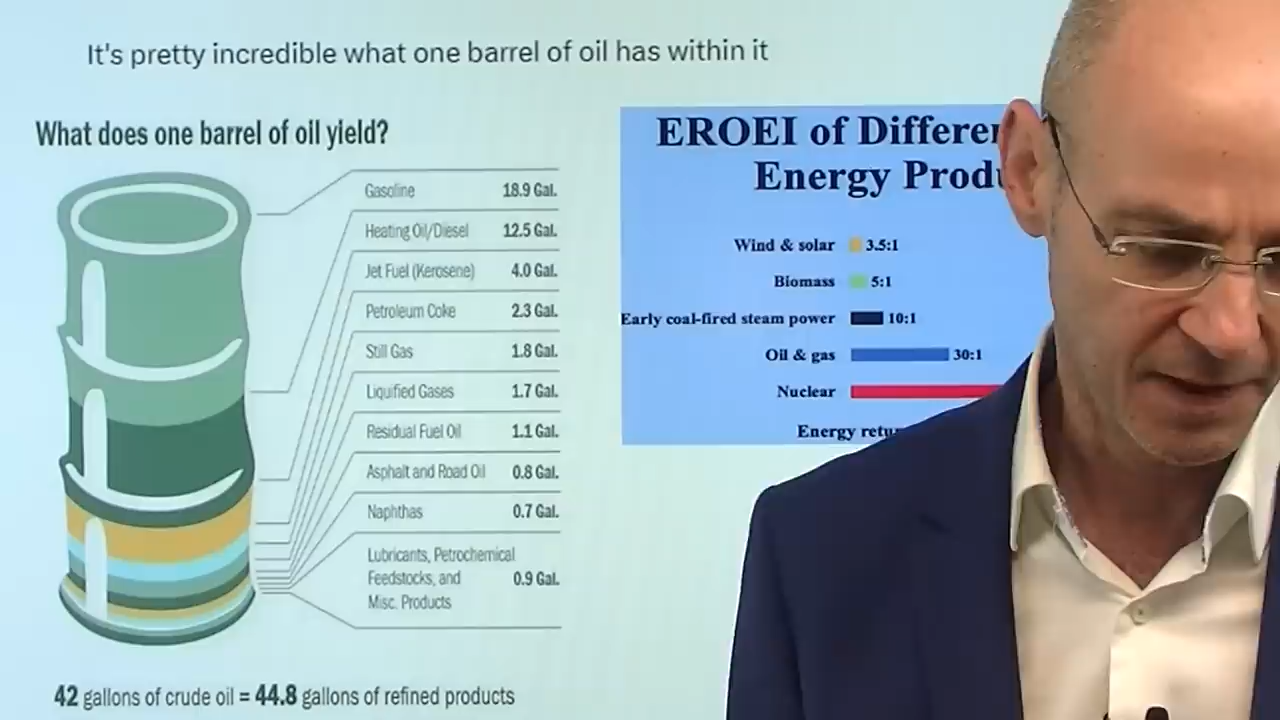 It's pretty incredible what one barrel of oil has within it
What does one barrel of oil yield?
Gasoline 18.9 Gal.
Heating Oil/Diesel 12.5 Gal.
Jet Fuel (Kerosene) 4.0 Gal.
Petroleum Coke 2.3 Gal.
Still Gas 1.8 Gal.
Liquified Gases 1.7 Gal.
Residual Fuel Oil 1.1 Gal.
Asphalt and Road Oil 0.8 Gal.
Naphthas 0.7 Gal.
Lubricants, Petrochemical
Feedstocks, and 0.9 Gal.
Misc. Products
42 gallons of crude oil = 44.8 gallons of refined products
EROEI of
Energy
Wind & solar 3.5:1
Biomass 5:1
Early coal-fired steam power 10:1
Oil & gas 30:1
Nuclear
Energy